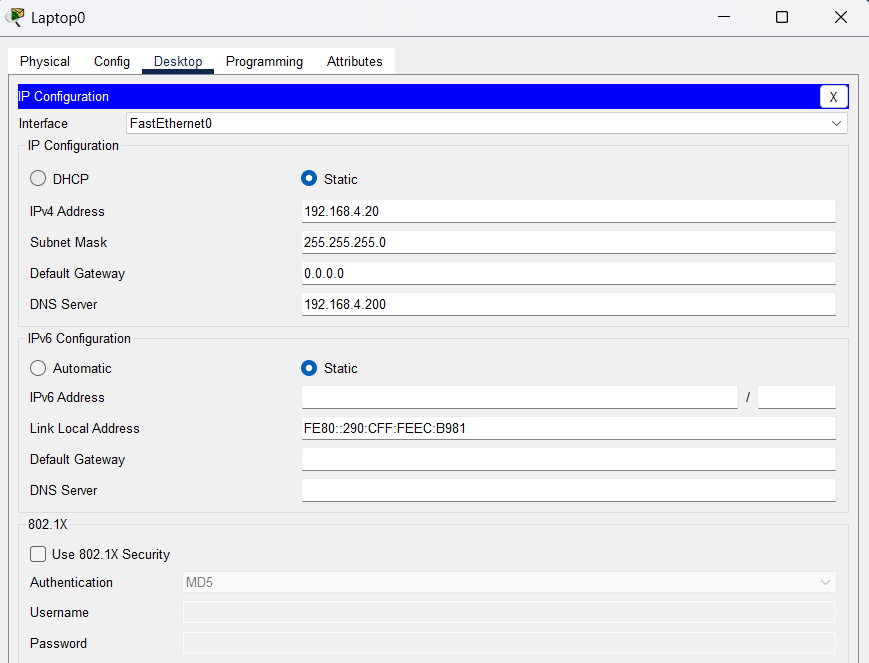 Laptop0
Physical Config Desktop Programming Attributes
IP Configuration X
Interface FastEthernet0
IP Configuration
DHCP Static
IPv4 Address 192.168.4.20
Subnet Mask 255.255.255.0
Default Gateway 0.0.0.0
DNS Server 192.168.4.200
IPv6 Configuration
Automatic Static
IPv6 Address /
Link Local Address FE80::290:CFF:FEEC:B981
Default Gateway
DNS Server
802.1X
Use 802.1X Security
Authentication MD5
Username
Password